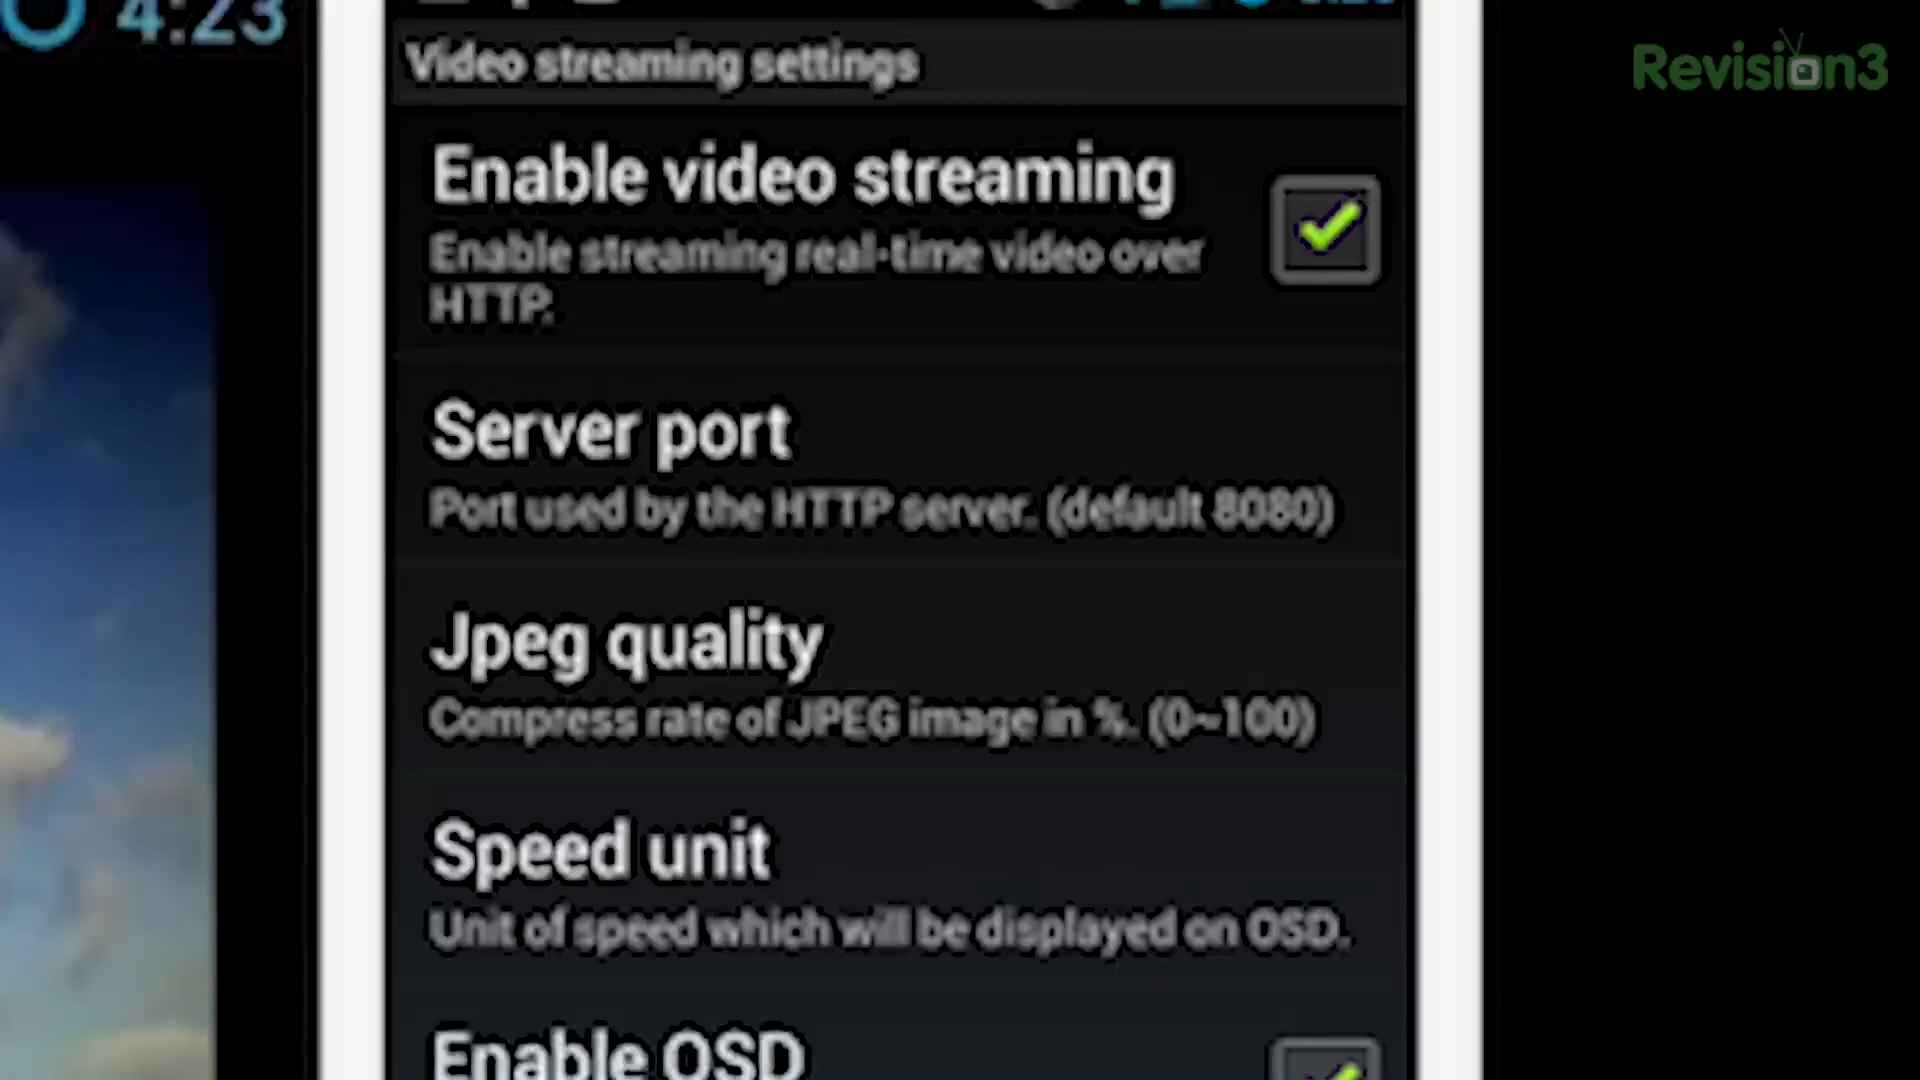 4:23
Revision3
Video streaming settings
Enable video streaming
Enable streaming real-time video over
HTTP.
Server port
Port used by the HTTP server. (default 8080)
Jpeg quality
Compress rate of JPEG image in %. (0~100)
Speed unit
Unit of speed which will be displayed on OSD.
Enable OSD